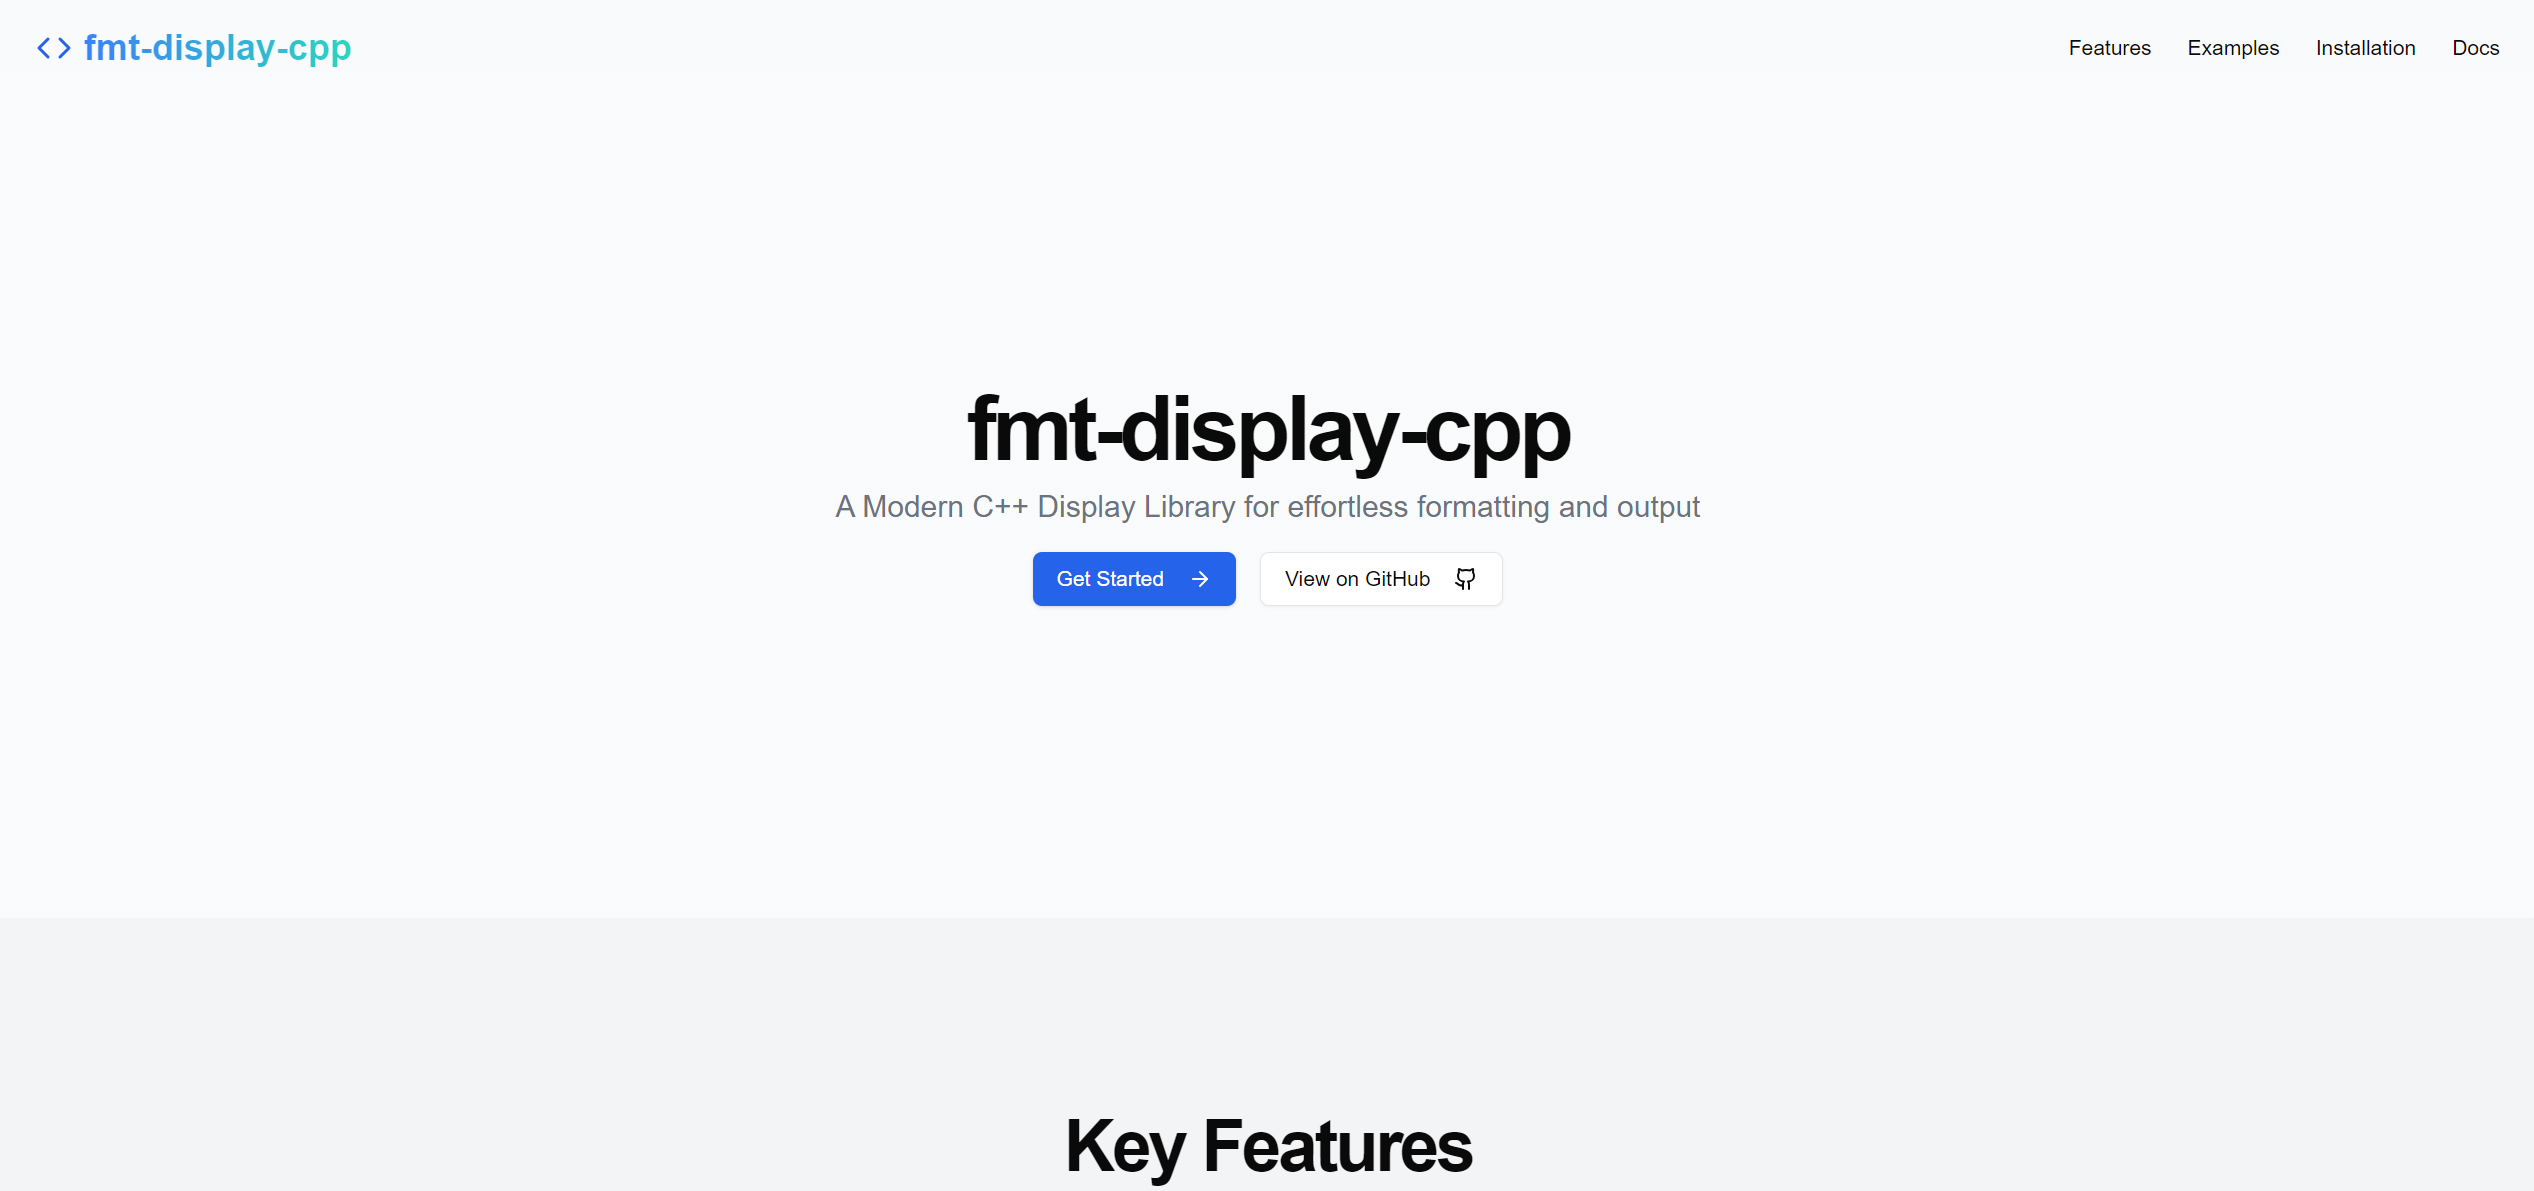 fmt-display-cpp
Features
Examples
Installation
Docs
fmt-display-cpp
A Modern C++ Display Library for effortless formatting and output
Get Started
View on GitHub
Key Features